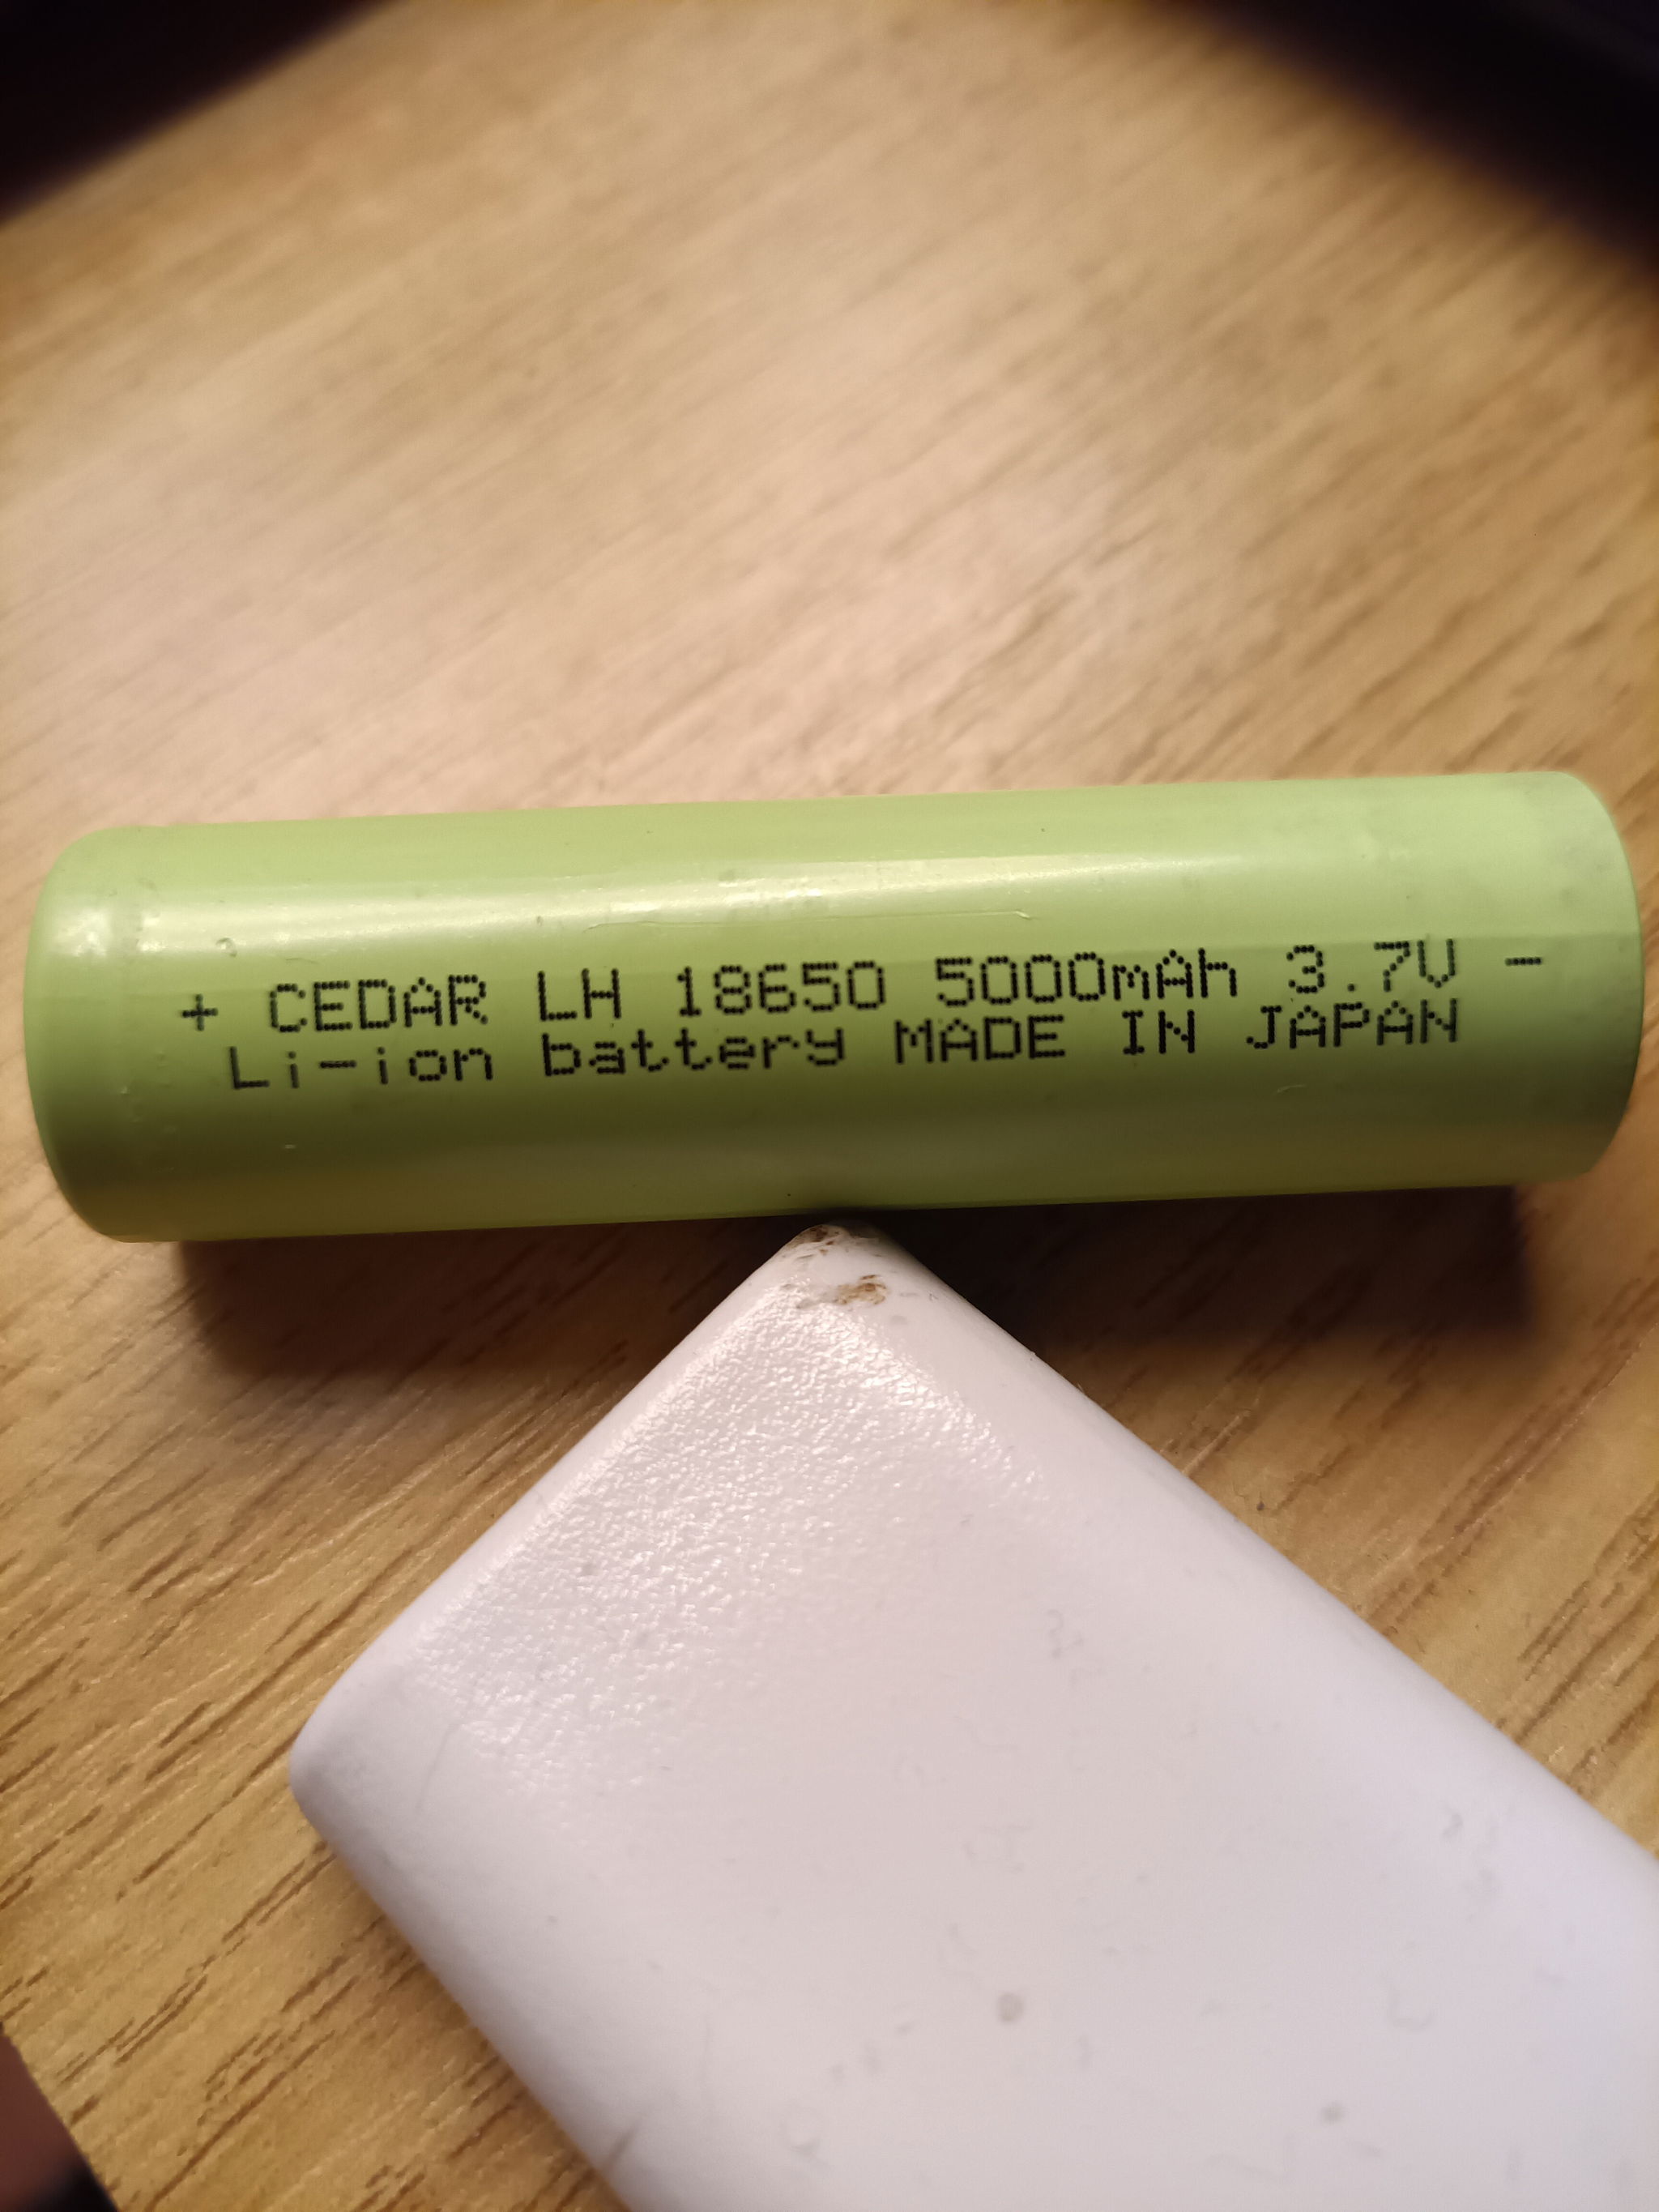 + CEDAR LH 18650 5000mAh 3.7V -
Li-ion battery MADE IN JAPAN